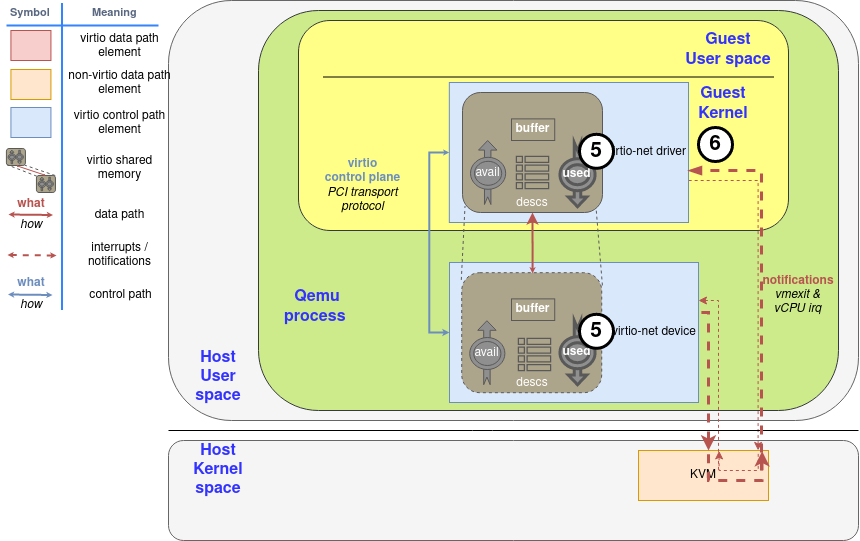 Symbol
Meaning
virtio data path
element
non-virtio data path
element
virtio control path
element
virtio shared
memory
what
how
data path
interrupts /
notifications
what
how
control path
Guest
User space
Guest
Kernel
6
buffer
5
rtio-net driver
avail
used
descs
virtio
control plane
PCI transport
protocol
Qemu
process
buffer
5
virtio-net device
avail
used
descs
notifications
vmexit &
vCPU irq
Host
User
space
Host
Kernel
space
KVM